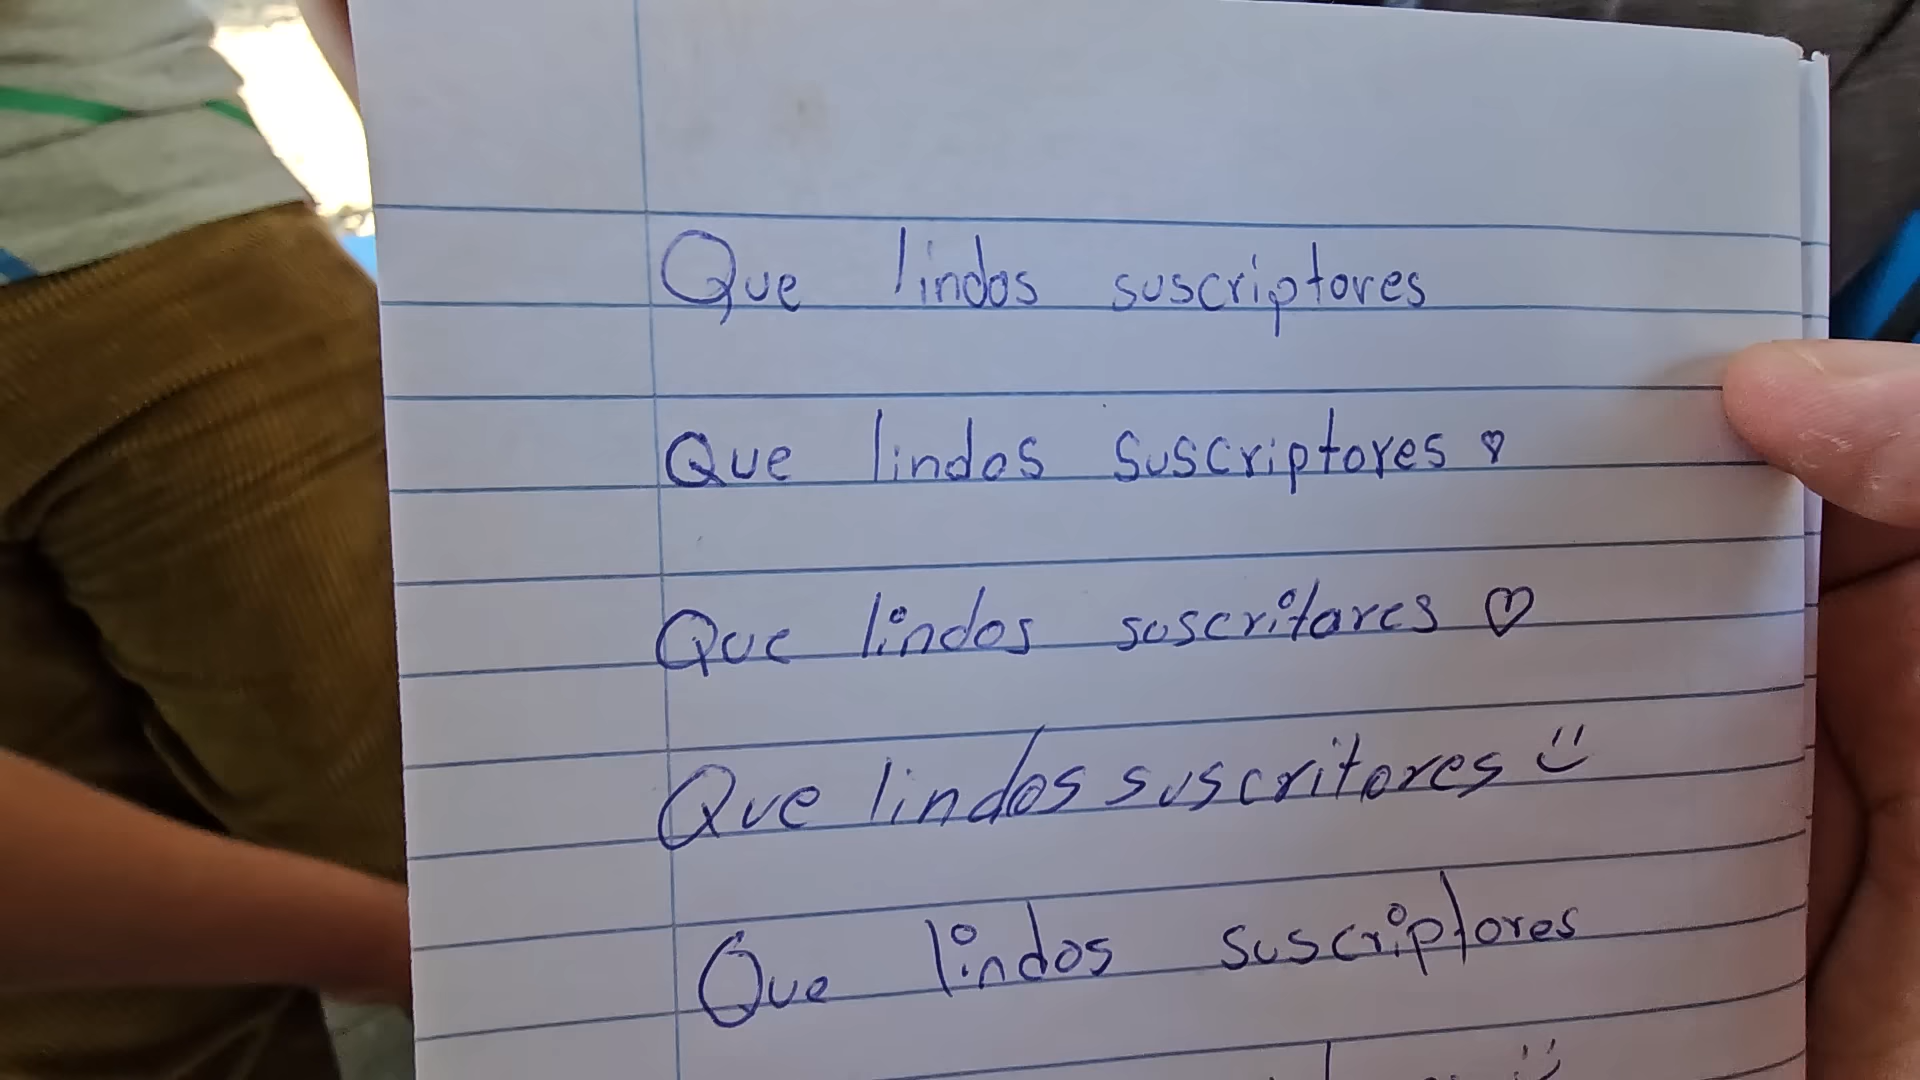 Que lindos suscriptores
Que lindos suscriptores ♡
Que lindos suscritores ♡
Que lindos suscritores :)
Que lindos suscriptores